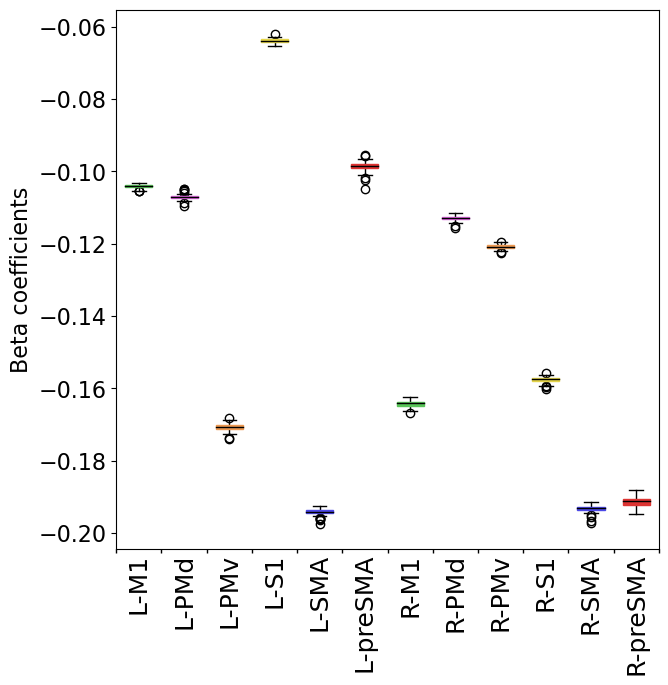 −0.06
−0.08
−0.10
−0.12
−0.14
−0.16
−0.18
−0.20
Beta coefficients
L-M1
L-PMd
L-PMv
L-S1
L-SMA
L-preSMA
R-M1
R-PMd
R-PMv
R-S1
R-SMA
R-preSMA